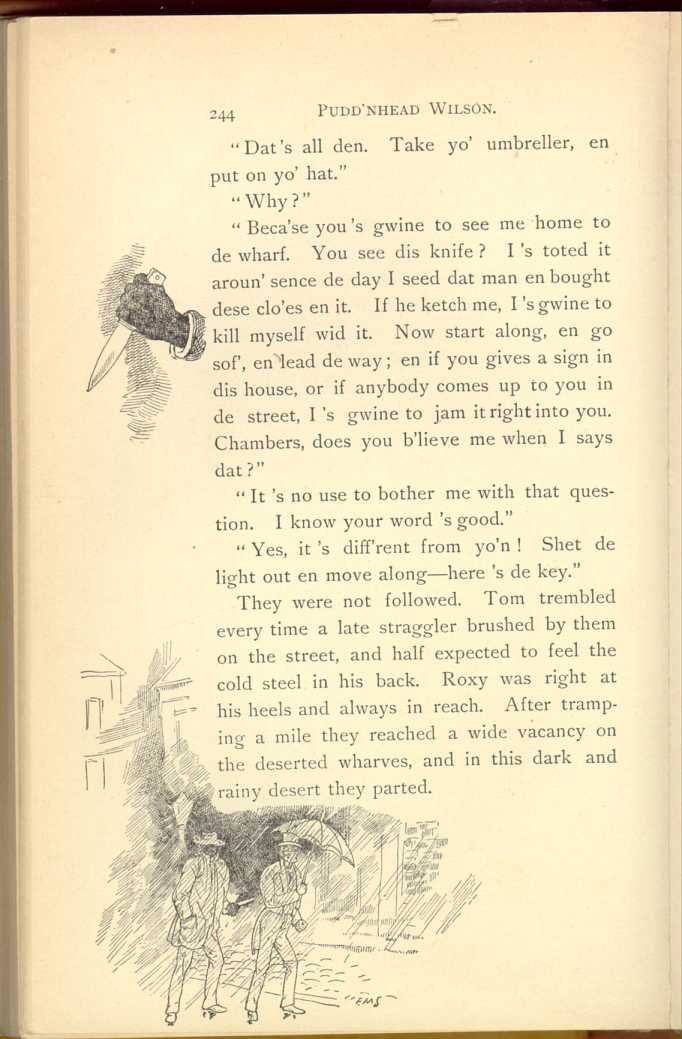 244 PUDD'NHEAD WILSON.
"Dat's all den. Take yo' umbreller, en
put on yo' hat."
"Why?"
"Beca'se you 's gwine to see me home to
de wharf. You see dis knife? I 's toted it
aroun' sence de day I seed dat man en bought
dese clo'es en it. If he ketch me, I 's gwine to
kill myself wid it. Now start along, en go
sof', en lead de way; en if you gives a sign in
dis house, or if anybody comes up to you in
de street, I 's gwine to jam it right into you.
Chambers, does you b'lieve me when I says
dat?"
"It 's no use to bother me with that ques-
tion. I know your word 's good."
"Yes, it 's diff'rent from yo'n! Shet de
light out en move along—here 's de key."
They were not followed. Tom trembled
every time a late straggler brushed by them
on the street, and half expected to feel the
cold steel in his back. Roxy was right at
his heels and always in reach. After tramp-
ing a mile they reached a wide vacancy on
the deserted wharves, and in this dark and
rainy desert they parted.
EMS